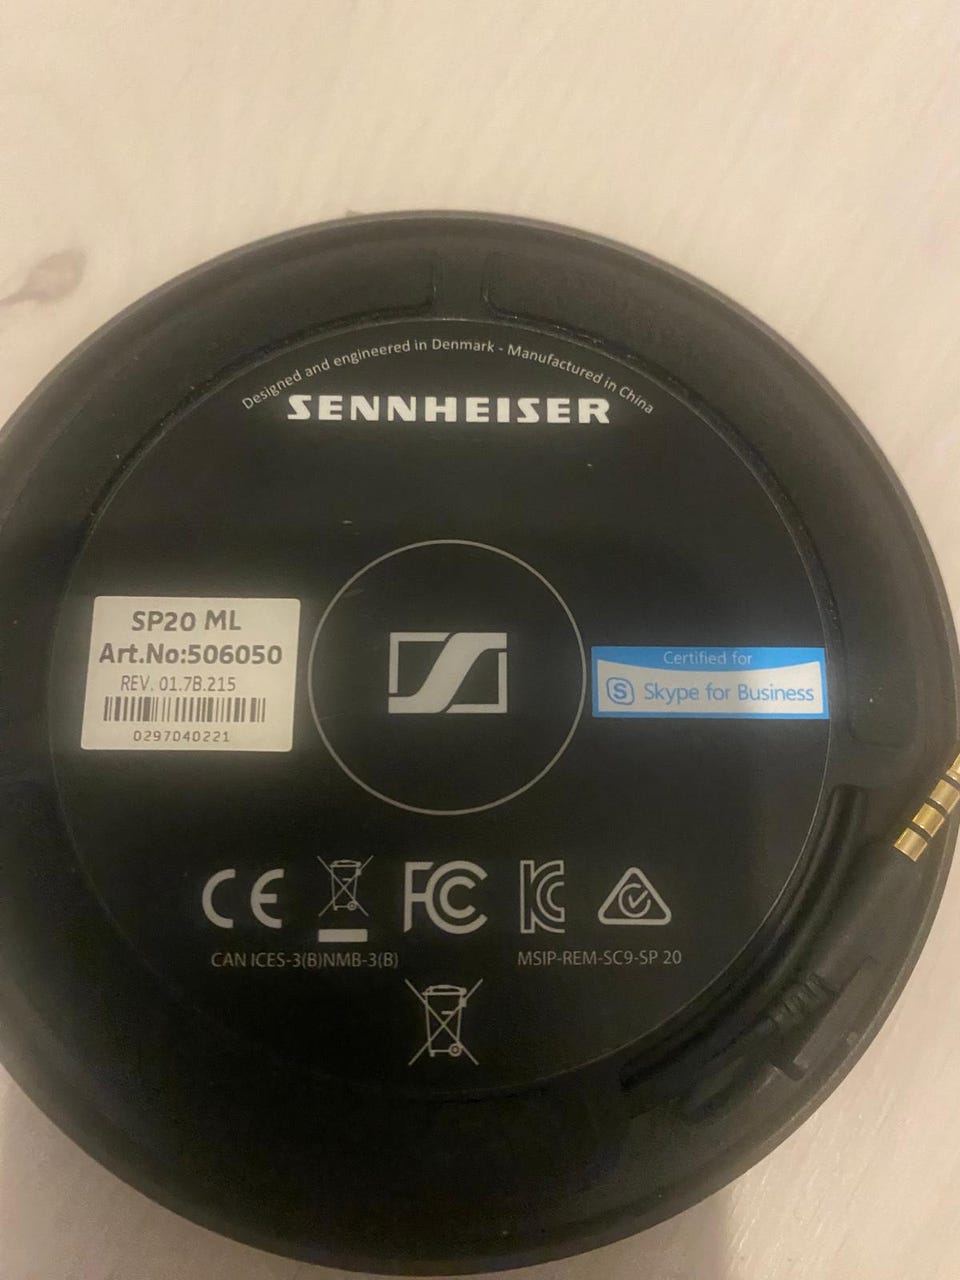 Designed and engineered in Denmark - Manufactured in China
SENNHEISER
SP20 ML
Art.No:506050
REV. 01.7B.215
0297040221
Certified for
S Skype for Business
CE FC KC
CAN ICES-3(B)NMB-3(B)
MSIP-REM-SC9-SP 20